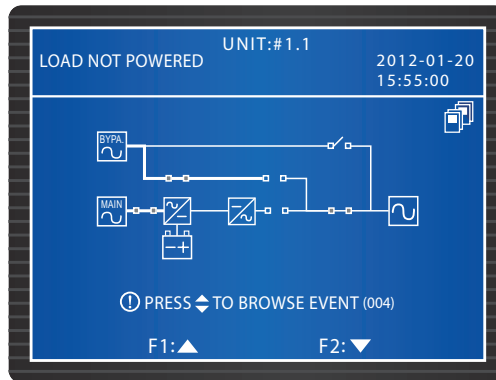 UNIT:#1.1
LOAD NOT POWERED
2012-01-20
15:55:00
BYPA.
MAIN
PRESS TO BROWSE EVENT (004)
F1:
F2: